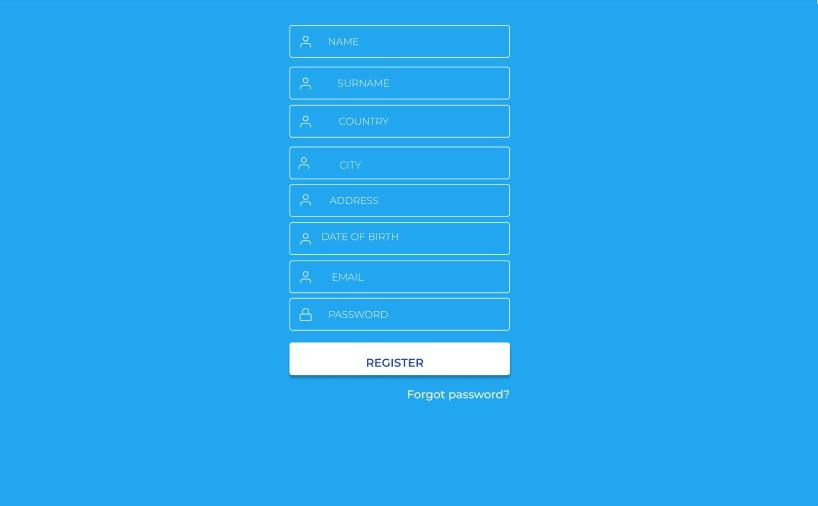 NAME
SURNAME
COUNTRY
CITY
ADDRESS
DATE OF BIRTH
EMAIL
PASSWORD
REGISTER
Forgot password?